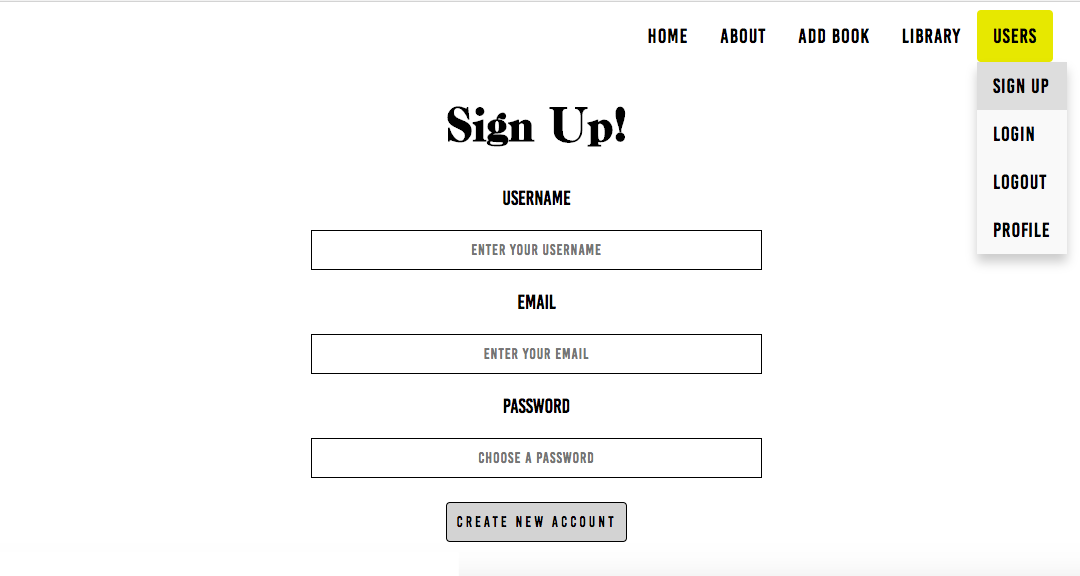 HOME ABOUT ADD BOOK LIBRARY USERS
SIGN UP
LOGIN
LOGOUT
PROFILE
Sign Up!
USERNAME
ENTER YOUR USERNAME
EMAIL
ENTER YOUR EMAIL
PASSWORD
CHOOSE A PASSWORD
CREATE NEW ACCOUNT